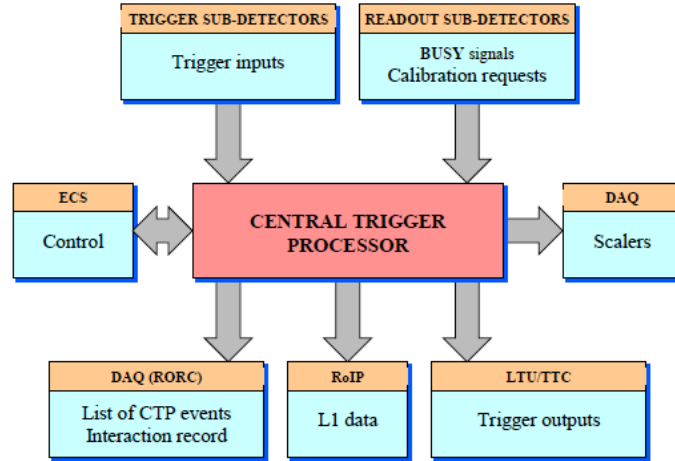 TRIGGER SUB-DETECTORS
Trigger inputs
READOUT SUB-DETECTORS
BUSY signals
Calibration requests
ECS
Control
CENTRAL TRIGGER
PROCESSOR
DAQ
Scalers
DAQ (RORC)
List of CTP events
Interaction record
RoIP
L1 data
LTU/TTC
Trigger outputs